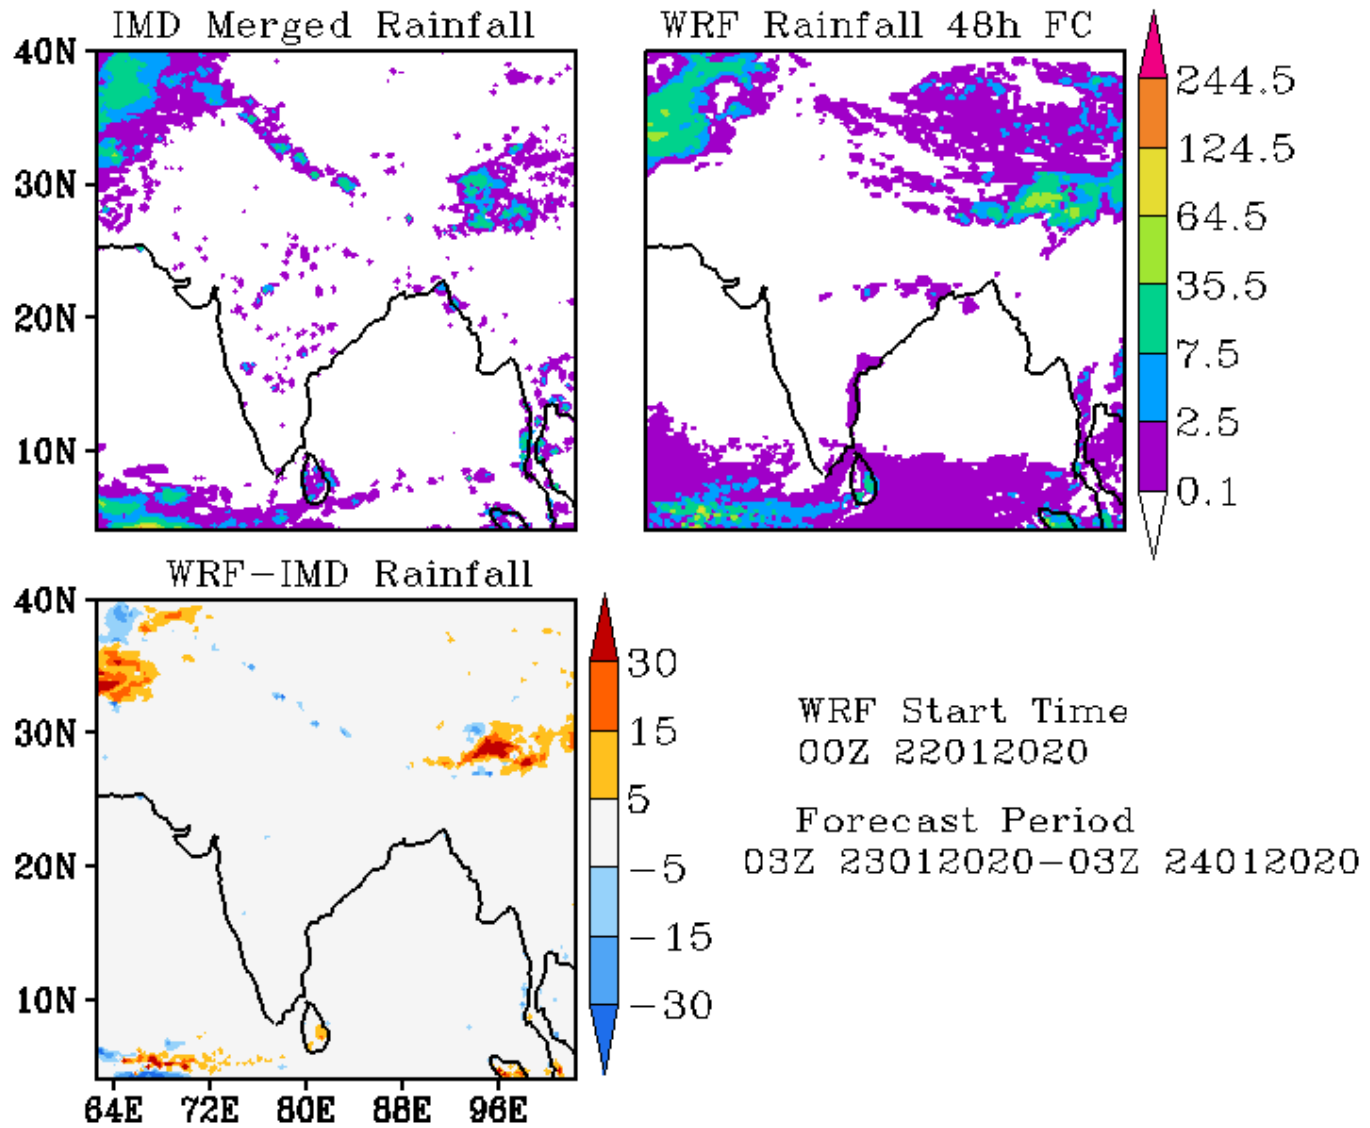 IMD Merged Rainfall
WRF Rainfall 48h FC
40N
30N
20N
10N
244.5
124.5
64.5
35.5
7.5
2.5
0.1
WRF-IMD Rainfall
40N
30N
20N
10N
64E 72E 80E 88E 96E
30
15
5
-5
-15
-30
WRF Start Time
00Z 22012020
Forecast Period
03Z 23012020-03Z 24012020